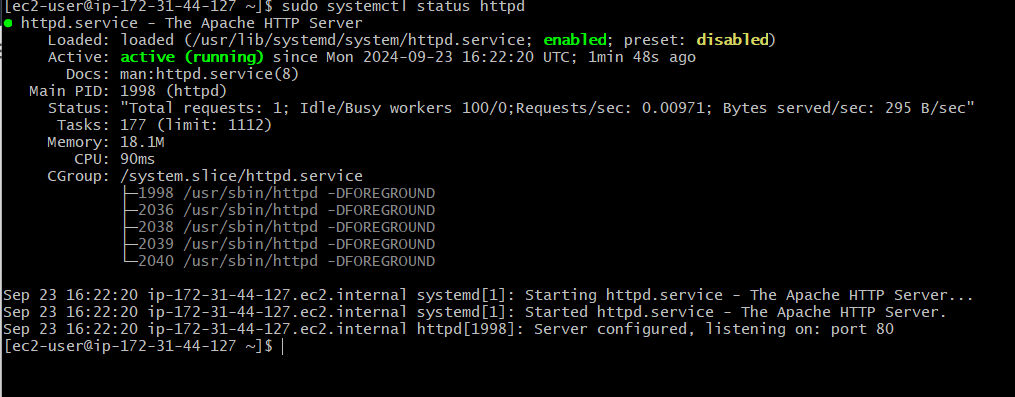 [ec2-user@ip-172-31-44-127 ~]$ sudo systemctl status httpd
● httpd.service - The Apache HTTP Server
Loaded: loaded (/usr/lib/systemd/system/httpd.service; enabled; preset: disabled)
Active: active (running) since Mon 2024-09-23 16:22:20 UTC; 1min 48s ago
Docs: man:httpd.service(8)
Main PID: 1998 (httpd)
Status: "Total requests: 1; Idle/Busy workers 100/0;Requests/sec: 0.00971; Bytes served/sec: 295 B/sec"
Tasks: 177 (limit: 1112)
Memory: 18.1M
CPU: 90ms
CGroup: /system.slice/httpd.service
├─1998 /usr/sbin/httpd -DFOREGROUND
├─2036 /usr/sbin/httpd -DFOREGROUND
├─2038 /usr/sbin/httpd -DFOREGROUND
├─2039 /usr/sbin/httpd -DFOREGROUND
└─2040 /usr/sbin/httpd -DFOREGROUND
Sep 23 16:22:20 ip-172-31-44-127.ec2.internal systemd[1]: Starting httpd.service - The Apache HTTP Server...
Sep 23 16:22:20 ip-172-31-44-127.ec2.internal systemd[1]: Started httpd.service - The Apache HTTP Server.
Sep 23 16:22:20 ip-172-31-44-127.ec2.internal httpd[1998]: Server configured, listening on: port 80
[ec2-user@ip-172-31-44-127 ~]$